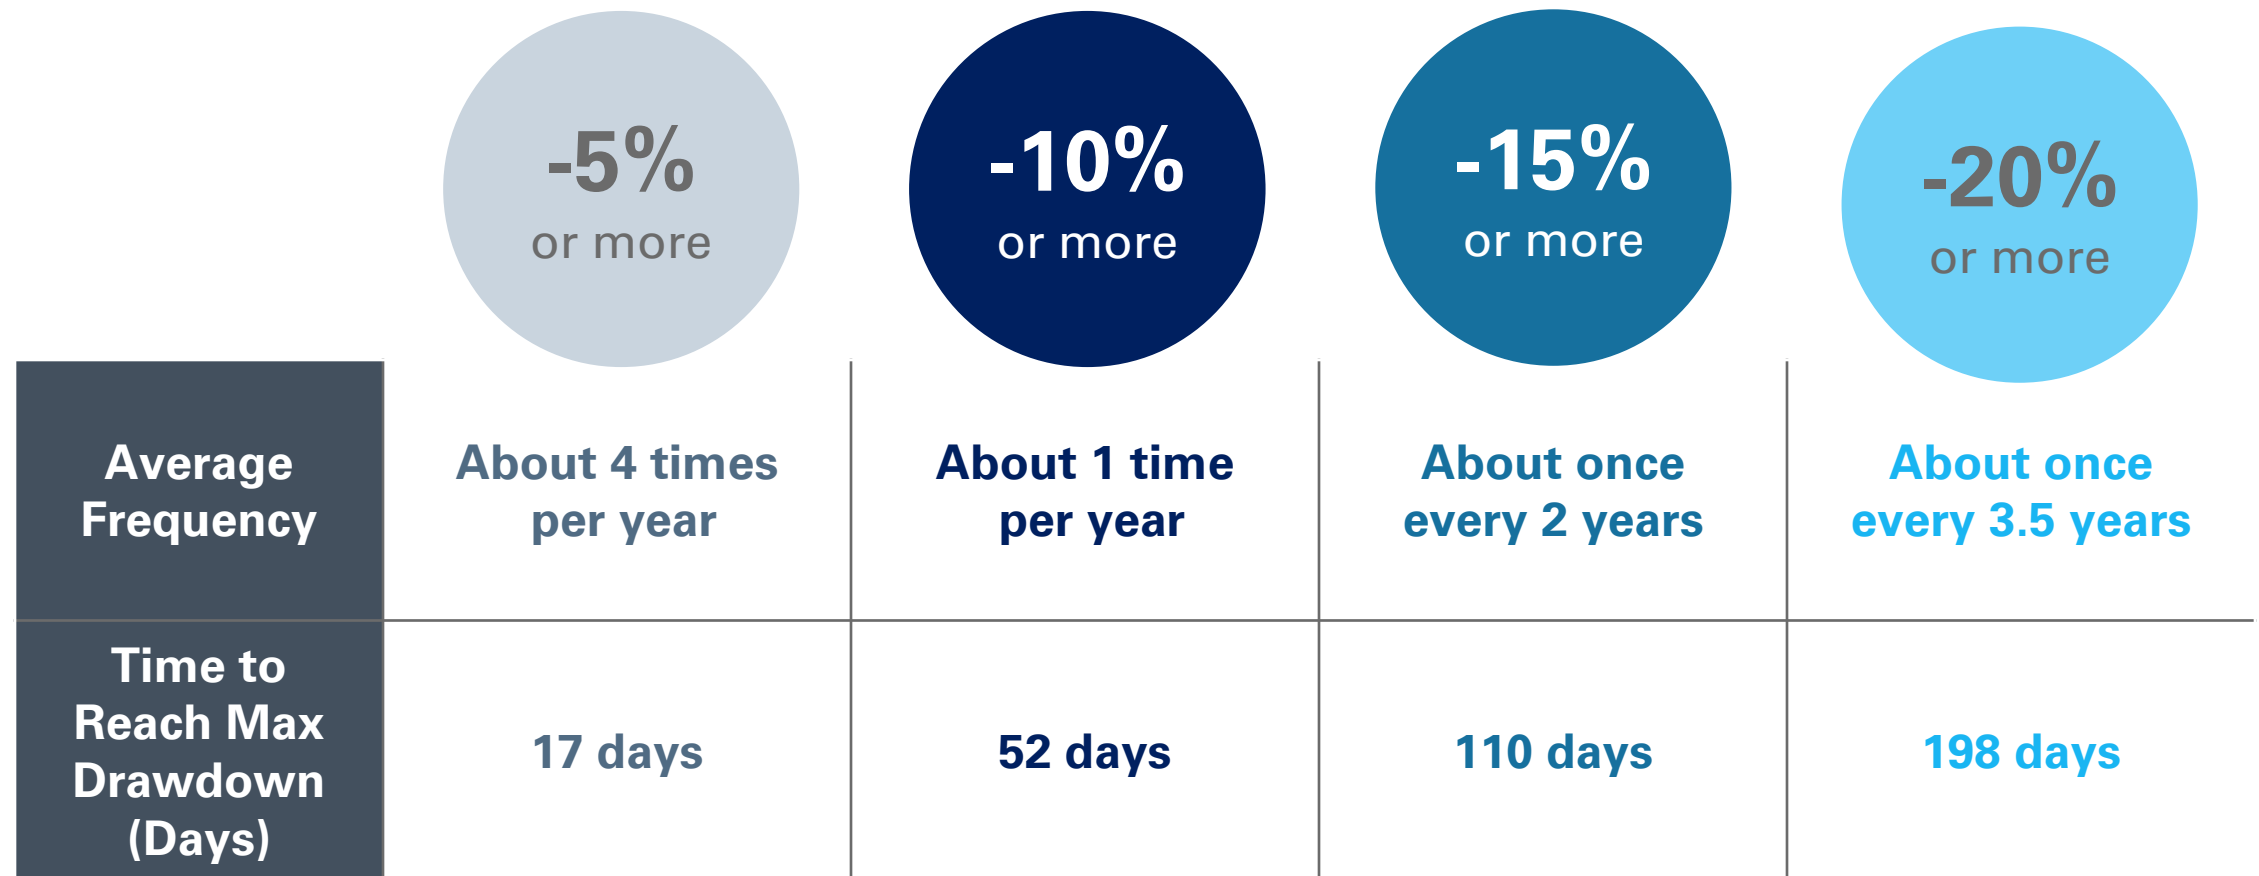 -5%
or more
-10%
or more
-15%
or more
-20%
or more
Average
Frequency
About 4 times
per year
About 1 time
per year
About once
every 2 years
About once
every 3.5 years
Time to
Reach Max
Drawdown
(Days)
17 days
52 days
110 days
198 days